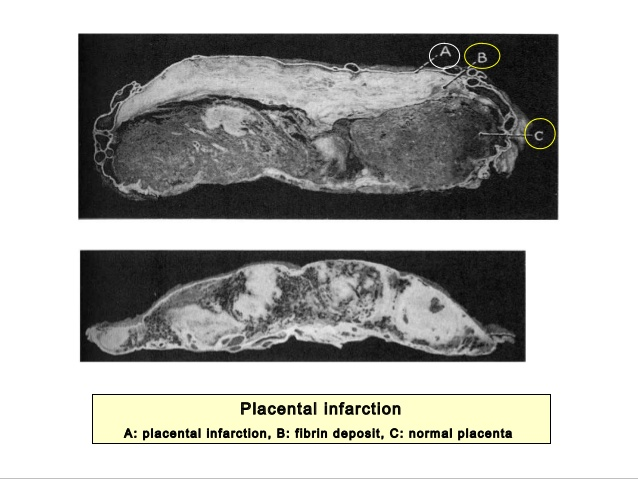 A
B
C
Placental infarction
A: placental infarction, B: fibrin deposit, C: normal placenta